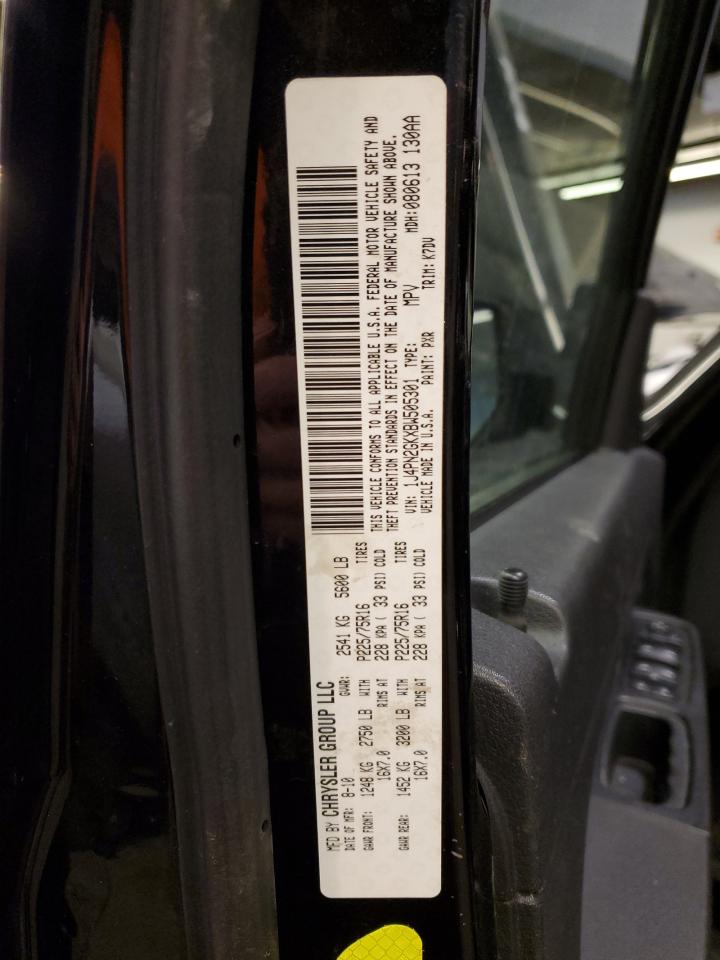 MFD BY CHRYSLER GROUP LLC
DATE OF MFR: 8-10 GVWR: 2541 KG 5600 LB
GAWR FRONT: 1248 KG 2750 LB WITH P225/75R16 TIRES
16X7.0 RIMS AT 228 KPA ( 33 PSI) COLD
GAWR REAR: 1452 KG 3200 LB WITH P225/75R16 TIRES
16X7.0 RIMS AT 228 KPA ( 33 PSI) COLD
THIS VEHICLE CONFORMS TO ALL APPLICABLE U.S.A. FEDERAL MOTOR VEHICLE SAFETY AND
THEFT PREVENTION STANDARDS IN EFFECT ON THE DATE OF MANUFACTURE SHOWN ABOVE.
VIN: 1J4PN2GKXBW505301 TYPE: MPV MDH:080613 130AA
VEHICLE MADE IN U.S.A. PAINT: PXR TRIM: K7DV